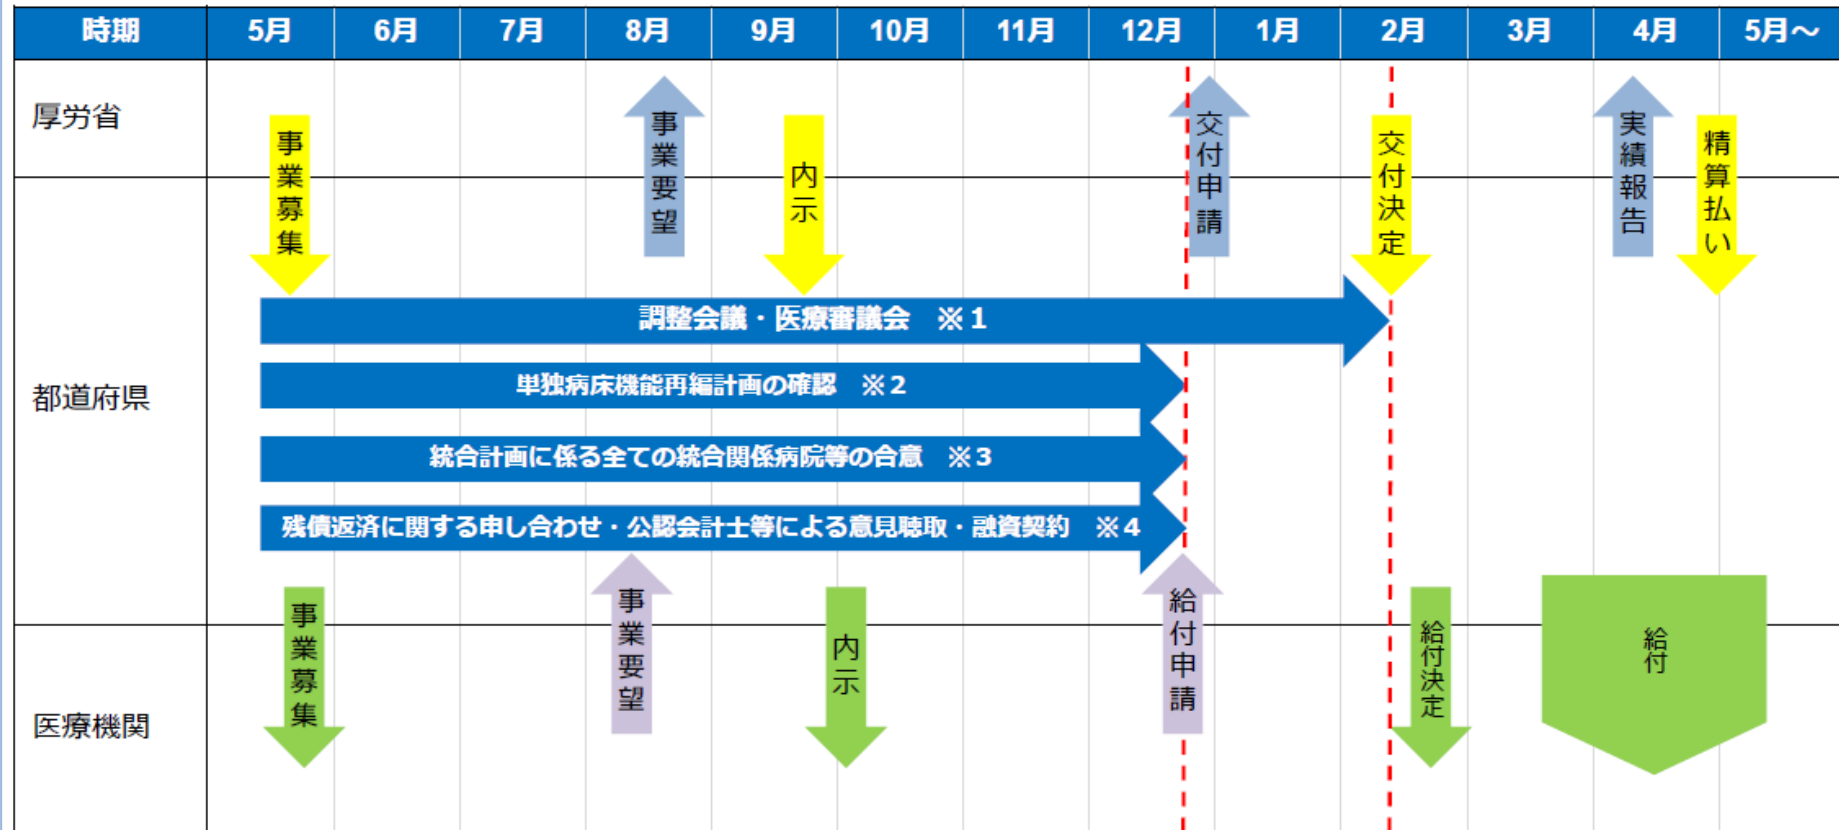 時期 5月 6月 7月 8月 9月 10月 11月 12月 1月 2月 3月 4月 5月～
厚労省
事業募集
事業要望
内示
交付申請
交付決定
実績報告
精算払い
都道府県
調整会議・医療審議会　※１
単独病床機能再編計画の確認　※２
統合計画に係る全ての統合関係病院等の合意　※３
残債返済に関する申し合わせ・公認会計士等による意見聴取・融資契約　※４
医療機関
事業募集
事業要望
内示
給付申請
給付決定
給付